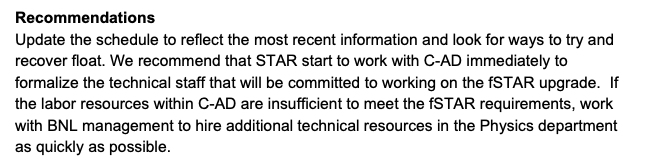 Recommendations
Update the schedule to reflect the most recent information and look for ways to try and
recover float. We recommend that STAR start to work with C-AD immediately to
formalize the technical staff that will be committed to working on the fSTAR upgrade.  If
the labor resources within C-AD are insufficient to meet the fSTAR requirements, work
with BNL management to hire additional technical resources in the Physics department
as quickly as possible.